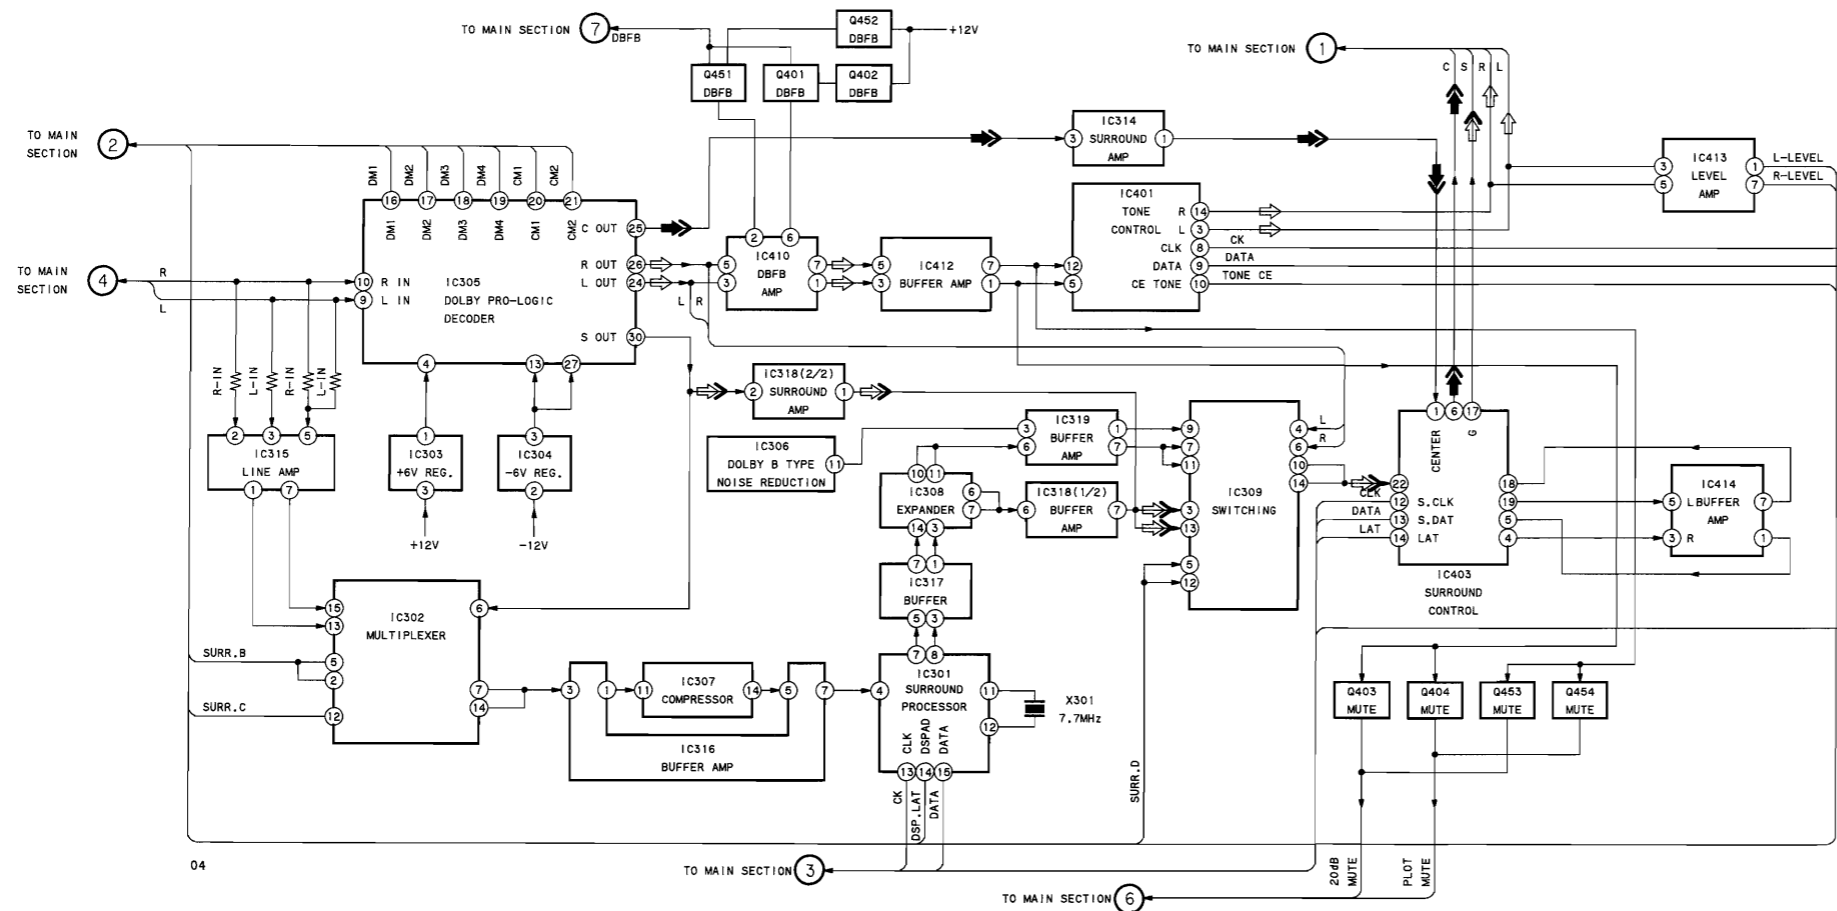 TO MAIN SECTION 7
DBFB
Q452
DBFB
+12V
Q451
DBFB
Q401
DBFB
Q402
DBFB
TO MAIN SECTION 1
C S R L
TO MAIN
SECTION
2
DM1
DM2
DM3
DM4
CM1
CM2
16 17 18 19 20 21
DM1
DM2
DM3
DM4
CM1
CM2
C OUT 25
R OUT 26
L OUT 24
S OUT 30
TO MAIN
SECTION
4
R
L
10 R IN
9 L IN
IC305
DOLBY PRO-LOGIC
DECODER
4 13 27
L R
3
IC314
SURROUND
AMP
1
2 6
5 3
IC410
DBFB
AMP
7 1
5 3
IC412
BUFFER AMP
7 1
12 5
IC401
TONE
CONTROL
R 14
L 3
CLK 8
DATA 9
CE TONE 10
CK
DATA
TONE CE
3 5
IC413
LEVEL
AMP
1 7
L-LEVEL
R-LEVEL
R-IN
L-IN
R-IN
L-IN
2 3 5
IC315
LINE AMP
1 7
1
IC303
+6V REG.
3
+12V
3
IC304
-6V REG.
2
-12V
2
IC318(2/2)
SURROUND
AMP
1
IC306
DOLBY B TYPE
NOISE REDUCTION
11
3 6
IC319
BUFFER
AMP
1 7
10 11
IC308
EXPANDER
6 7
14 3
6
IC318(1/2)
BUFFER
AMP
7
7 1
IC317
BUFFER
5 3
9 7 11 3 13 5 12
IC309
SWITCHING
4 6 10 14
L
R
1 6 17
CENTER
G
CLK
DATA
LAT
22
12 S.CLK
13 S.DAT
14 LAT
18 19 5 4
IC403
SURROUND
CONTROL
5 L
3 R
IC414
BUFFER
AMP
7 1
15 13 5 2 12
IC302
MULTIPLEXER
6 7 14
SURR.B
SURR.C
3 1
11
IC307
COMPRESSOR
14
5 7
IC316
BUFFER AMP
7 8
4
IC301
SURROUND
PROCESSOR
11 12
CLK
DSPAD
DATA
13 14 15
X301
7.7MHz
CK
DSP.LAT
DATA
SURR.D
Q403
MUTE
Q404
MUTE
Q453
MUTE
Q454
MUTE
20dB
MUTE
PLOT
MUTE
04
TO MAIN SECTION 3
TO MAIN SECTION 6